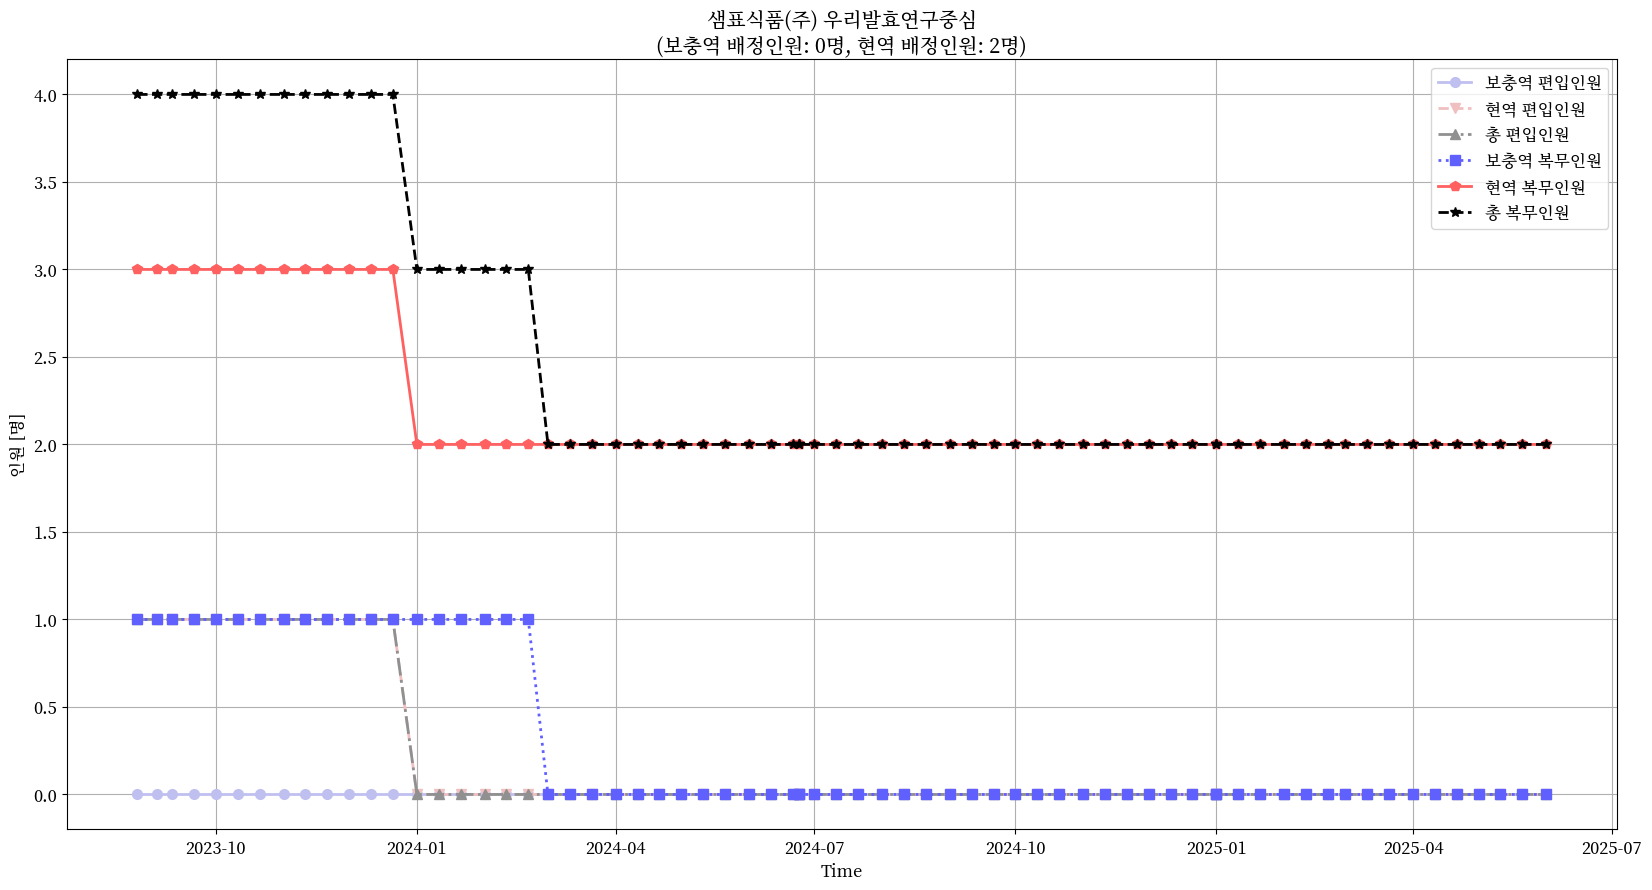 샘표식품(주) 우리발효연구중심
(보충역 배정인원: 0명, 현역 배정인원: 2명)
보충역 편입인원
현역 편입인원
총 편입인원
보충역 복무인원
현역 복무인원
총 복무인원
4.0
3.5
3.0
2.5
2.0
1.5
1.0
0.5
0.0
인원 [명]
2023-10
2024-01
2024-04
2024-07
2024-10
2025-01
2025-04
2025-07
Time